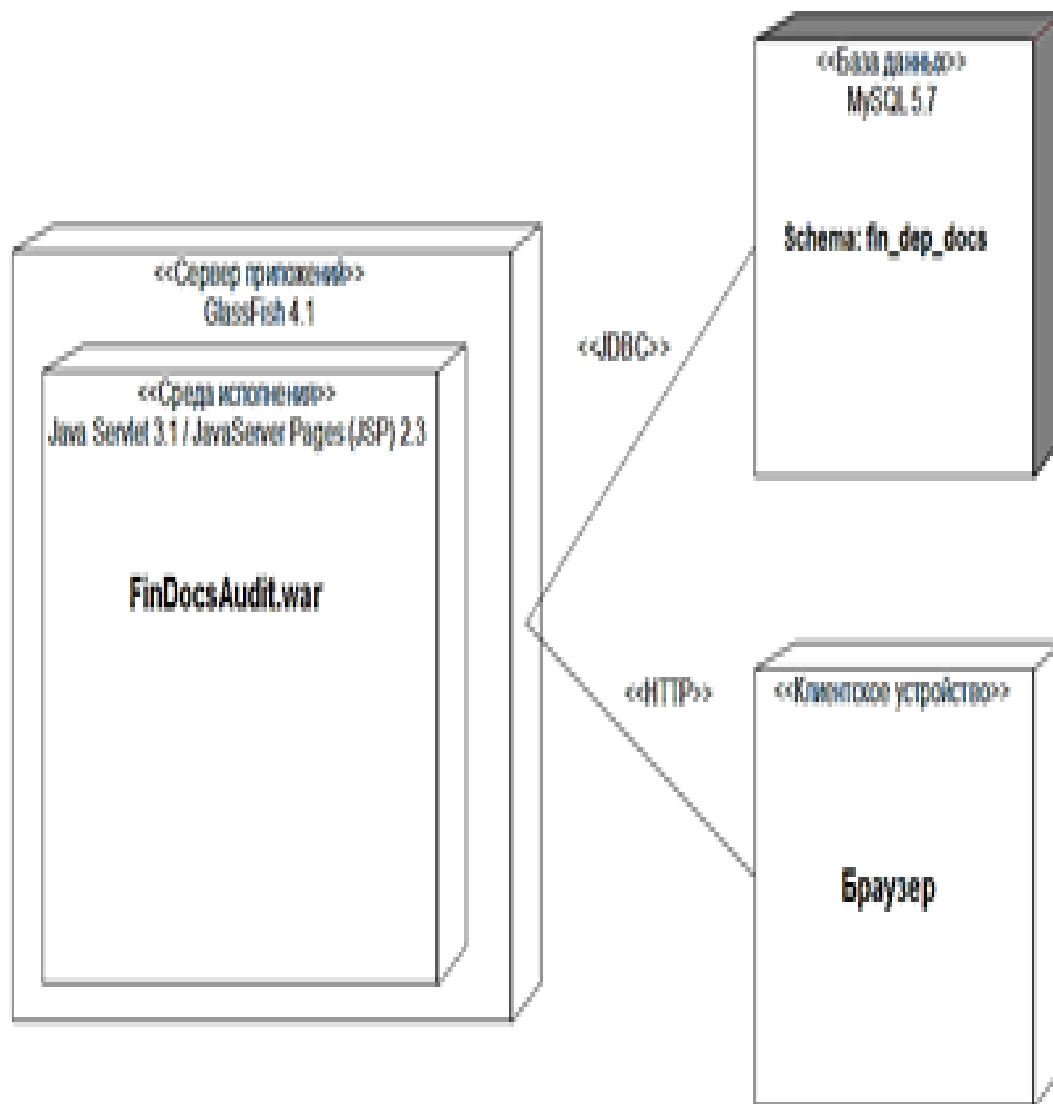 <<База данных>>
MySQL 5.7
Schema: fin_dep_docs
<<Сервер приложений>>
GlassFish 4.1
<<JDBC>>
<<Среда исполнения>>
Java Servlet 3.1 / JavaServer Pages (JSP) 2.3
FinDocsAudit.war
<<HTTP>>
<<Клиентское устройство>>
Браузер